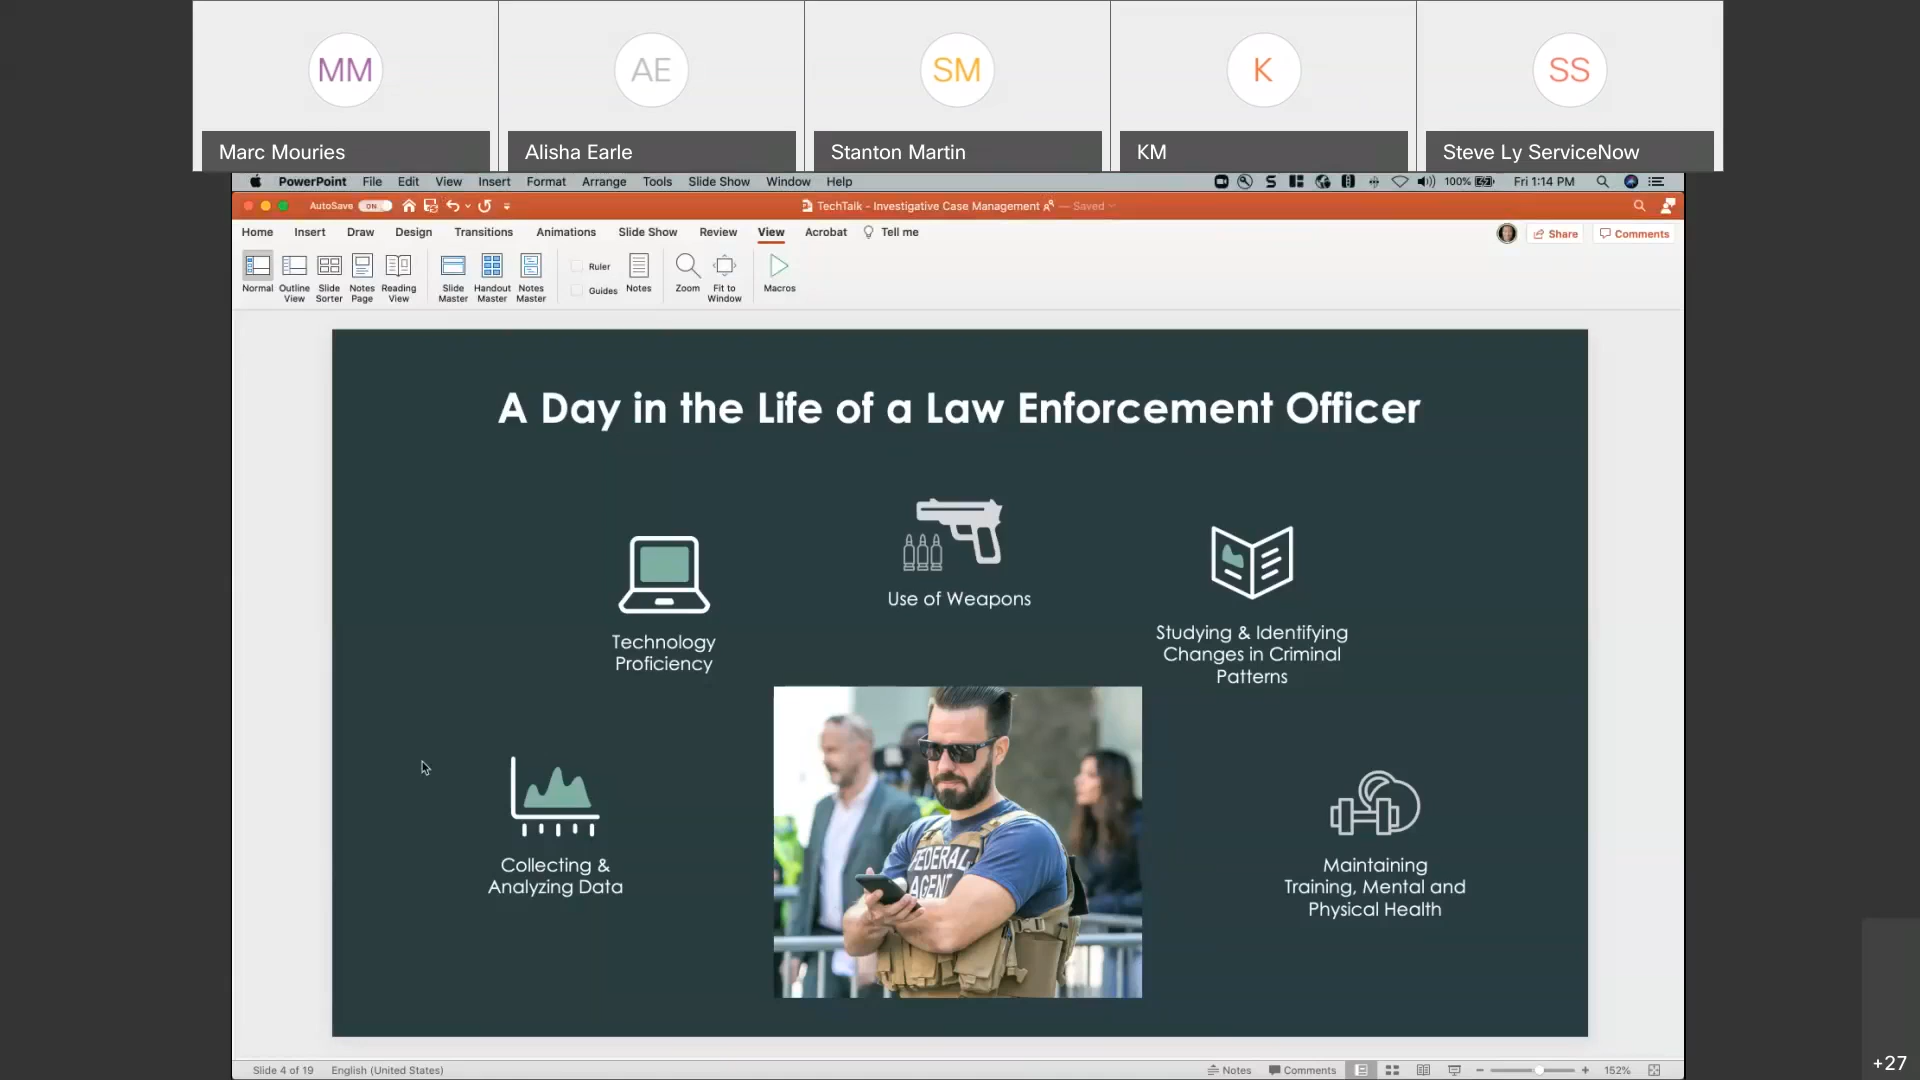 MM
AE
SM
K
SS
Marc Mouries
Alisha Earle
Stanton Martin
KM
Steve Ly ServiceNow
PowerPoint File Edit View Insert Format Arrange Tools Slide Show Window Help
100% Fri 1:14 PM
AutoSave ON
TechTalk - Investigative Case Management — Saved
Home Insert Draw Design Transitions Animations Slide Show Review View Acrobat Tell me
Share Comments
Normal
Outline
View
Slide
Sorter
Notes
Page
Reading
View
Slide
Master
Handout
Master
Notes
Master
Ruler
Guides
Notes
Zoom
Fit to
Window
Macros
A Day in the Life of a Law Enforcement Officer
Use of Weapons
Technology
Proficiency
Studying & Identifying
Changes in Criminal
Patterns
Collecting &
Analyzing Data
FEDERAL
AGENT
Maintaining
Training, Mental and
Physical Health
Slide 4 of 19 English (United States)
Notes Comments 152%
+27